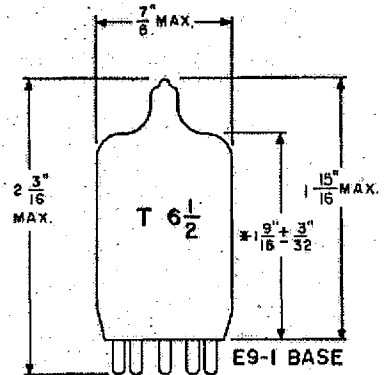 7/8" MAX.
2 3/16" MAX.
T 6 1/2
1 15/16" MAX.
*1 9/16" ± 3/32"
E9-1 BASE